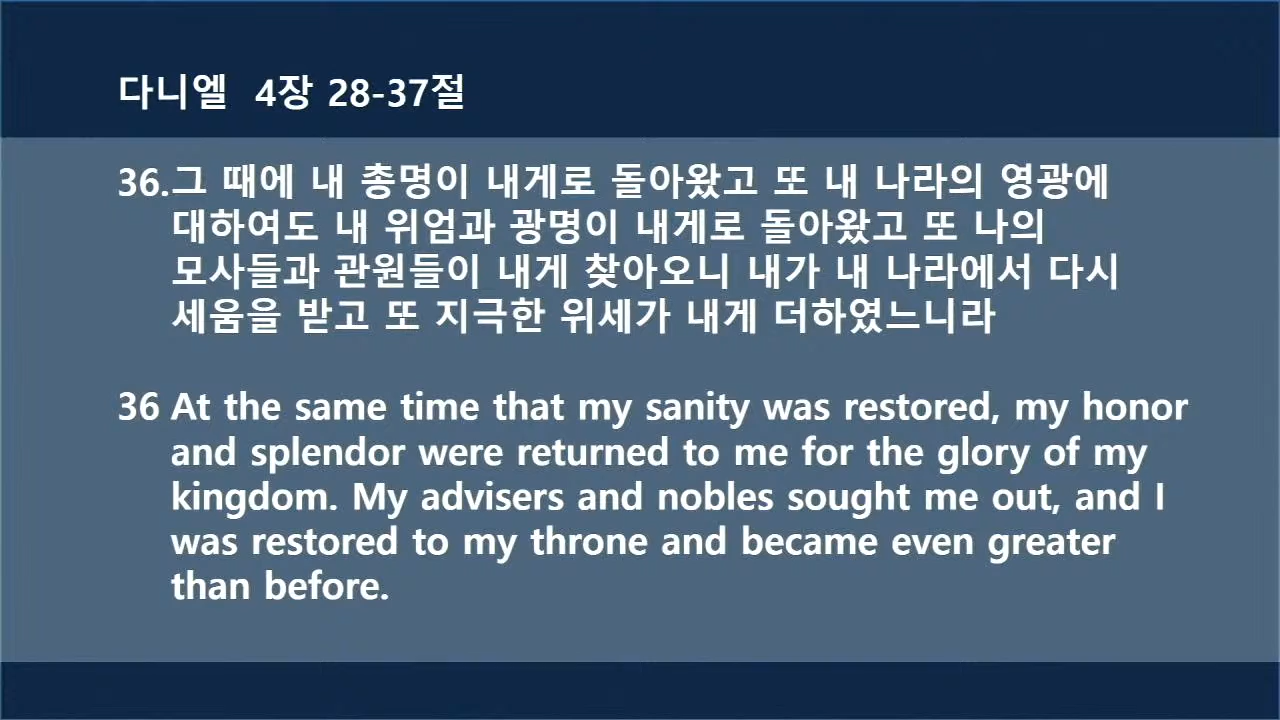 다니엘 4장 28-37절
36.그 때에 내 총명이 내게로 돌아왔고 또 내 나라의 영광에
대하여도 내 위엄과 광명이 내게로 돌아왔고 또 나의
모사들과 관원들이 내게 찾아오니 내가 내 나라에서 다시
세움을 받고 또 지극한 위세가 내게 더하였느니라
36 At the same time that my sanity was restored, my honor
and splendor were returned to me for the glory of my
kingdom. My advisers and nobles sought me out, and I
was restored to my throne and became even greater
than before.